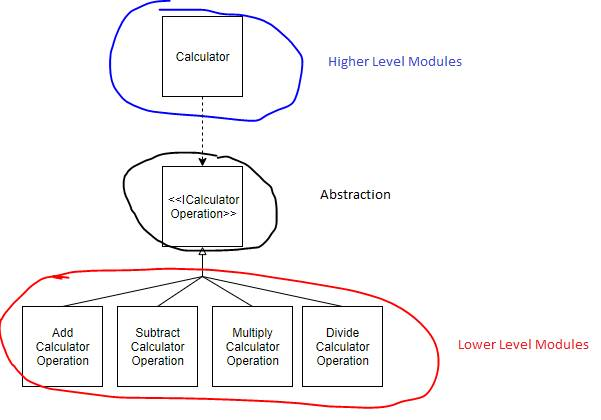 Calculator
Higher Level Modules
<<ICalculator
Operation>>
Abstraction
Add
Calculator
Operation
Subtract
Calculator
Operation
Multiply
Calculator
Operation
Divide
Calculator
Operation
Lower Level Modules